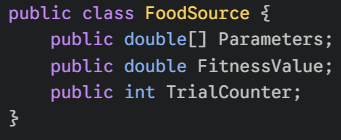 public class FoodSource {
    public double[] Parameters;
    public double FitnessValue;
    public int TrialCounter;
}